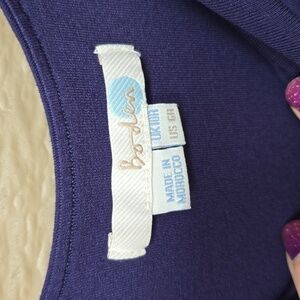 Boden
UK10R
US 6R
MADE IN
MOROCCO